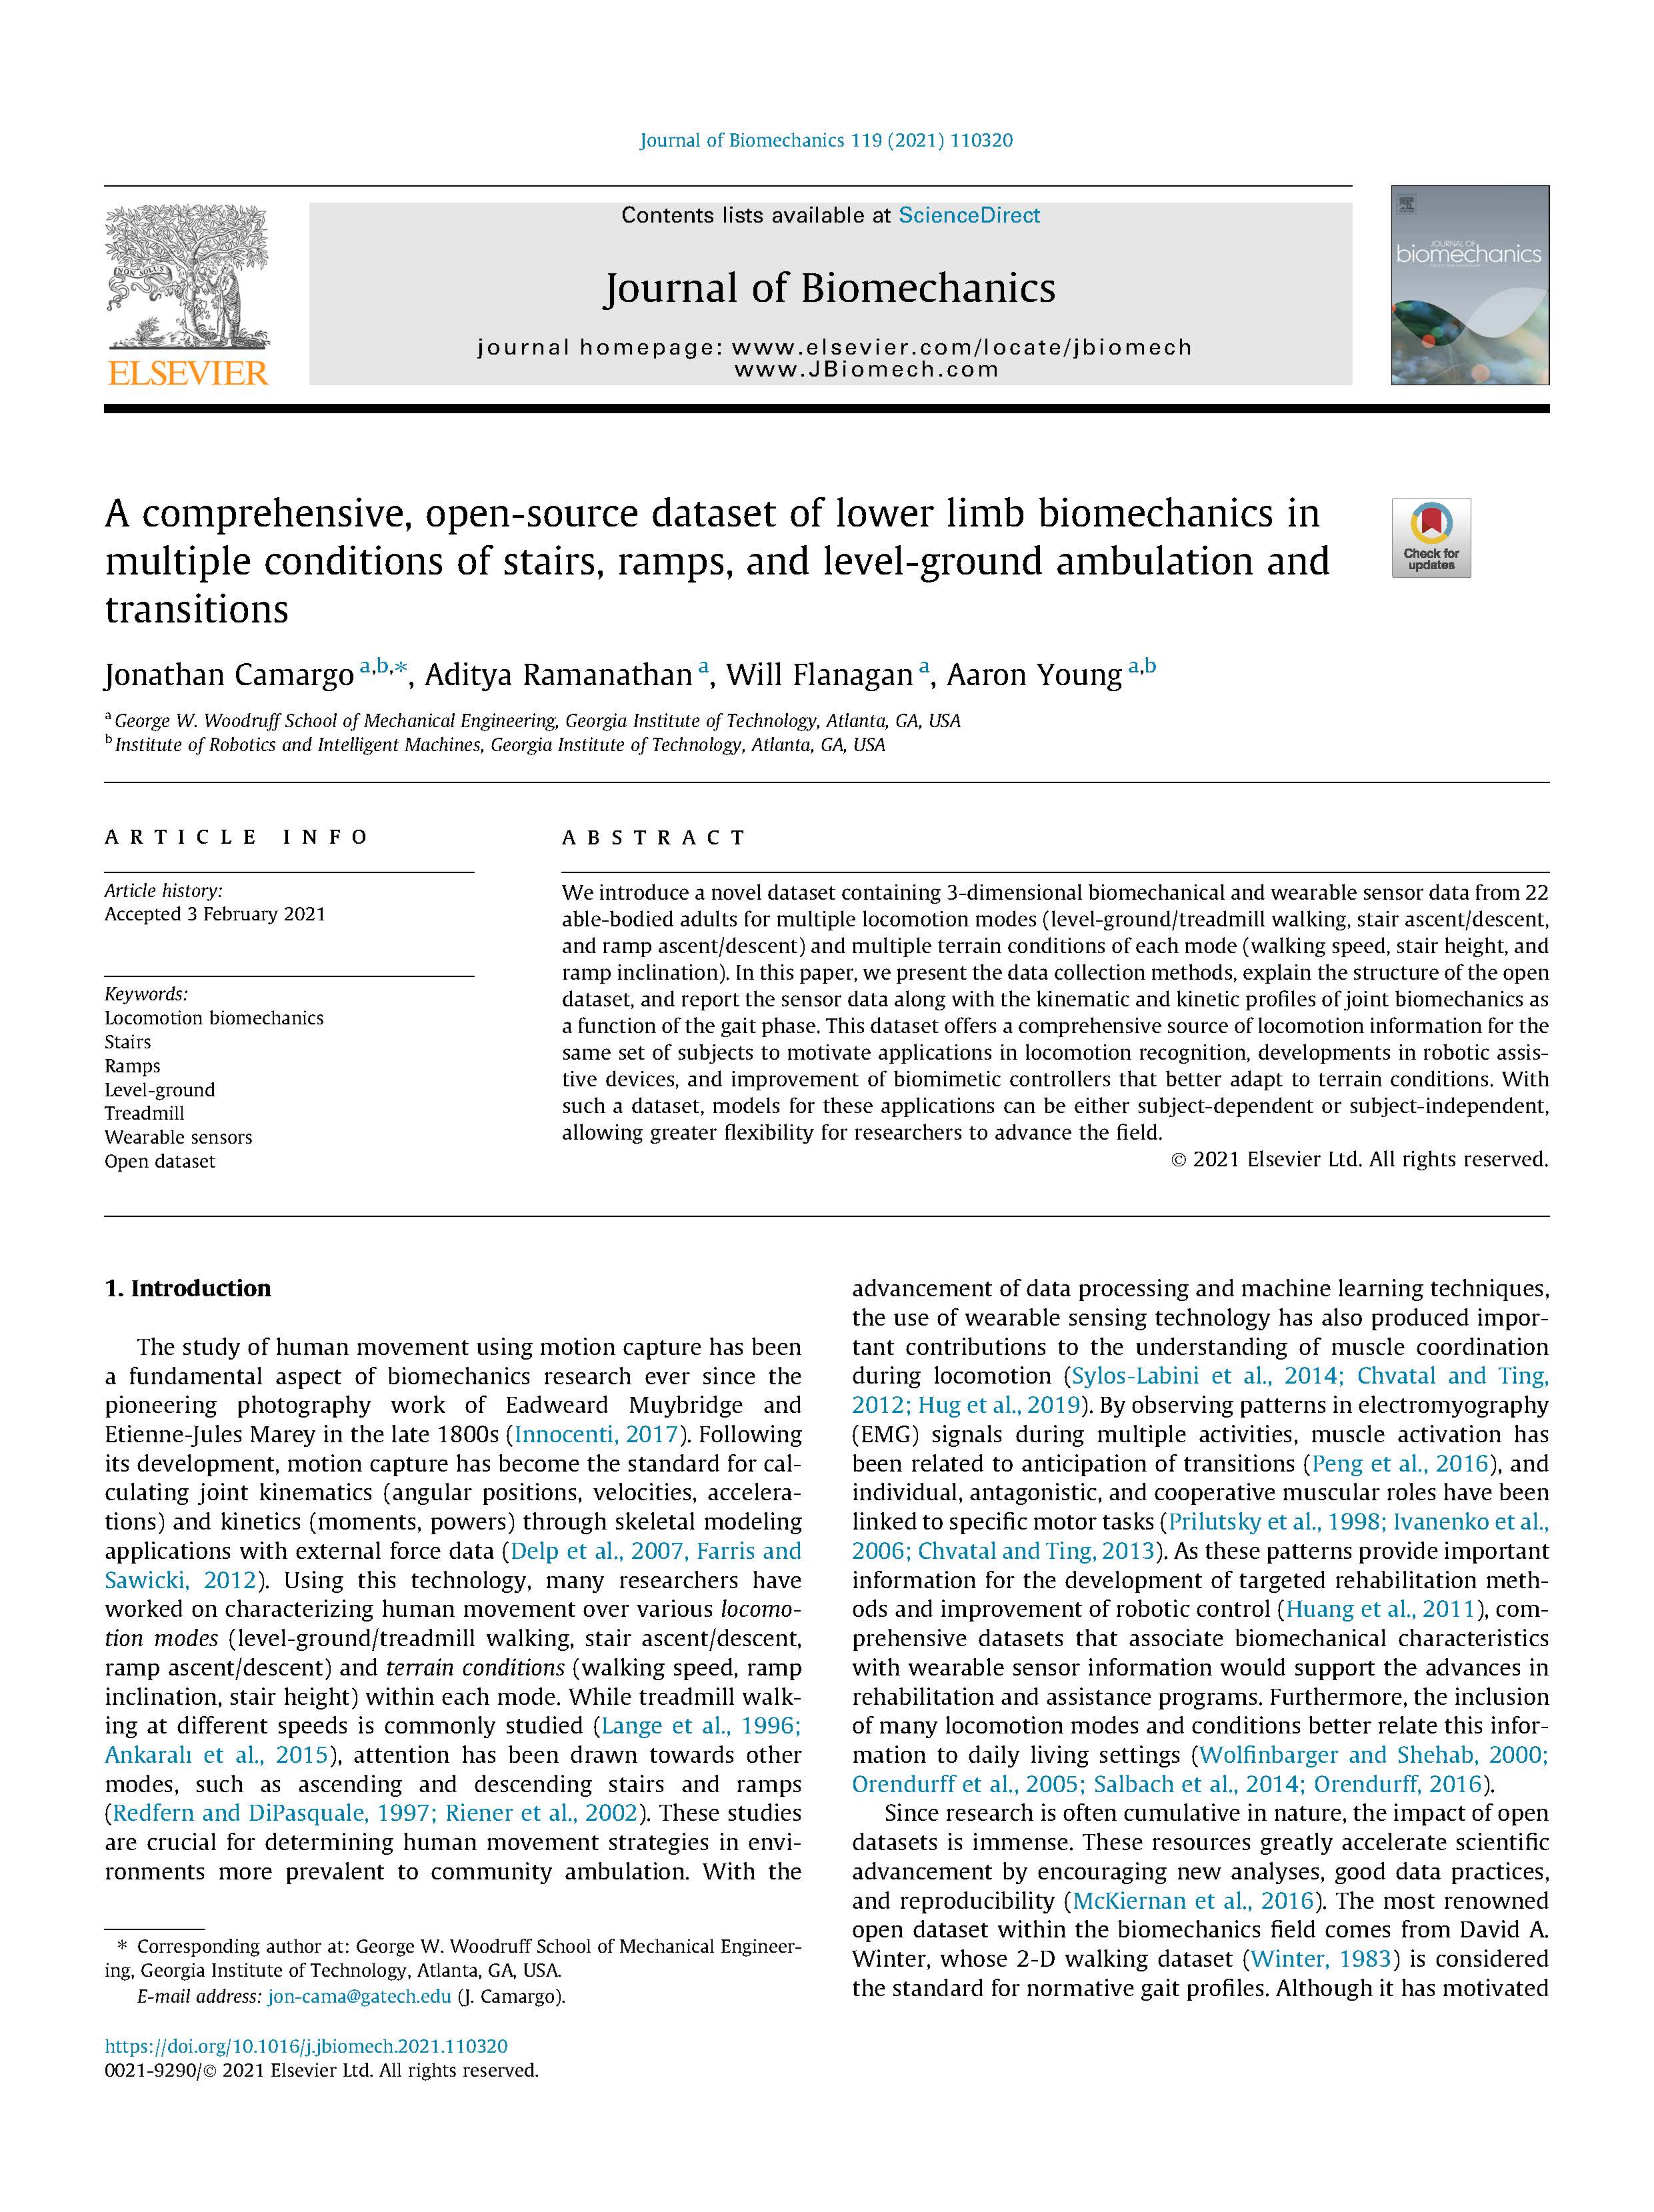 Journal of Biomechanics 119 (2021) 110320
Contents lists available at ScienceDirect
Journal of Biomechanics
journal homepage: www.elsevier.com/locate/jbiomech
www.JBiomech.com
NON SOLUS
ELSEVIER
JOURNAL OF
biomechanics
A comprehensive, open-source dataset of lower limb biomechanics in
multiple conditions of stairs, ramps, and level-ground ambulation and
transitions
Check for
updates
Jonathan Camargo a,b,*, Aditya Ramanathan a, Will Flanagan a, Aaron Young a,b
a George W. Woodruff School of Mechanical Engineering, Georgia Institute of Technology, Atlanta, GA, USA
b Institute of Robotics and Intelligent Machines, Georgia Institute of Technology, Atlanta, GA, USA
ARTICLE INFO
Article history:
Accepted 3 February 2021
Keywords:
Locomotion biomechanics
Stairs
Ramps
Level-ground
Treadmill
Wearable sensors
Open dataset
ABSTRACT
We introduce a novel dataset containing 3-dimensional biomechanical and wearable sensor data from 22
able-bodied adults for multiple locomotion modes (level-ground/treadmill walking, stair ascent/descent,
and ramp ascent/descent) and multiple terrain conditions of each mode (walking speed, stair height, and
ramp inclination). In this paper, we present the data collection methods, explain the structure of the open
dataset, and report the sensor data along with the kinematic and kinetic profiles of joint biomechanics as
a function of the gait phase. This dataset offers a comprehensive source of locomotion information for the
same set of subjects to motivate applications in locomotion recognition, developments in robotic assis-
tive devices, and improvement of biomimetic controllers that better adapt to terrain conditions. With
such a dataset, models for these applications can be either subject-dependent or subject-independent,
allowing greater flexibility for researchers to advance the field.
© 2021 Elsevier Ltd. All rights reserved.
1. Introduction
The study of human movement using motion capture has been
a fundamental aspect of biomechanics research ever since the
pioneering photography work of Eadweard Muybridge and
Etienne-Jules Marey in the late 1800s (Innocenti, 2017). Following
its development, motion capture has become the standard for cal-
culating joint kinematics (angular positions, velocities, accelera-
tions) and kinetics (moments, powers) through skeletal modeling
applications with external force data (Delp et al., 2007, Farris and
Sawicki, 2012). Using this technology, many researchers have
worked on characterizing human movement over various locomo-
tion modes (level-ground/treadmill walking, stair ascent/descent,
ramp ascent/descent) and terrain conditions (walking speed, ramp
inclination, stair height) within each mode. While treadmill walk-
ing at different speeds is commonly studied (Lange et al., 1996;
Ankaralı et al., 2015), attention has been drawn towards other
modes, such as ascending and descending stairs and ramps
(Redfern and DiPasquale, 1997; Riener et al., 2002). These studies
are crucial for determining human movement strategies in envi-
ronments more prevalent to community ambulation. With the
* Corresponding author at: George W. Woodruff School of Mechanical Engineer-
ing, Georgia Institute of Technology, Atlanta, GA, USA.
E-mail address: jon-cama@gatech.edu (J. Camargo).
advancement of data processing and machine learning techniques,
the use of wearable sensing technology has also produced impor-
tant contributions to the understanding of muscle coordination
during locomotion (Sylos-Labini et al., 2014; Chvatal and Ting,
2012; Hug et al., 2019). By observing patterns in electromyography
(EMG) signals during multiple activities, muscle activation has
been related to anticipation of transitions (Peng et al., 2016), and
individual, antagonistic, and cooperative muscular roles have been
linked to specific motor tasks (Prilutsky et al., 1998; Ivanenko et al.,
2006; Chvatal and Ting, 2013). As these patterns provide important
information for the development of targeted rehabilitation meth-
ods and improvement of robotic control (Huang et al., 2011), com-
prehensive datasets that associate biomechanical characteristics
with wearable sensor information would support the advances in
rehabilitation and assistance programs. Furthermore, the inclusion
of many locomotion modes and conditions better relate this infor-
mation to daily living settings (Wolfinbarger and Shehab, 2000;
Orendurff et al., 2005; Salbach et al., 2014; Orendurff, 2016).
Since research is often cumulative in nature, the impact of open
datasets is immense. These resources greatly accelerate scientific
advancement by encouraging new analyses, good data practices,
and reproducibility (McKiernan et al., 2016). The most renowned
open dataset within the biomechanics field comes from David A.
Winter, whose 2-D walking dataset (Winter, 1983) is considered
the standard for normative gait profiles. Although it has motivated
https://doi.org/10.1016/j.jbiomech.2021.110320
0021-9290/© 2021 Elsevier Ltd. All rights reserved.